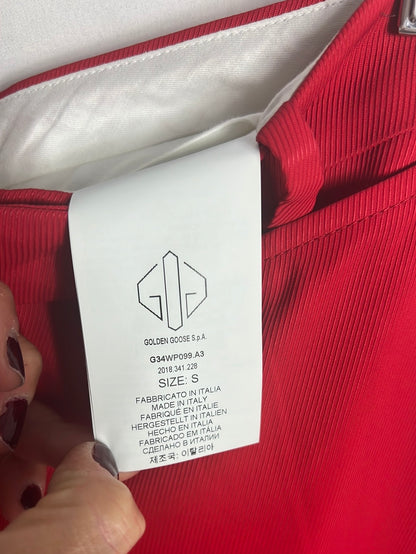 GOLDEN GOOSE S.p.A.
G34WP099.A3
2018.341.228
SIZE: S
FABBRICATO IN ITALIA
MADE IN ITALY
FABRIQUÉ EN ITALIE
HERGESTELLT IN ITALIEN
HECHO EN ITALIA
FABRICADO EM ITÁLIA
СДЕЛАНО В ИТАЛИИ
제조국: 이탈리아